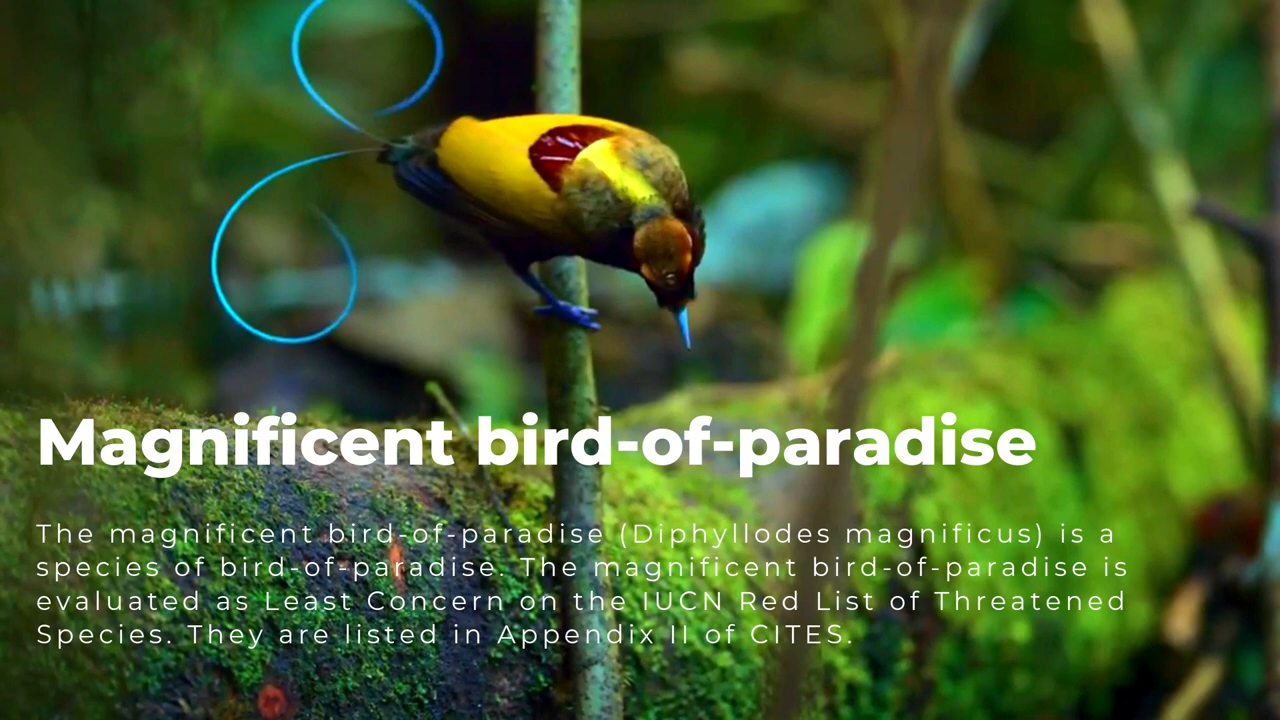 Magnificent bird-of-paradise
The magnificent bird-of-paradise (Diphyllodes magnificus) is a
species of bird-of-paradise. The magnificent bird-of-paradise is
evaluated as Least Concern on the IUCN Red List of Threatened
Species. They are listed in Appendix II of CITES.